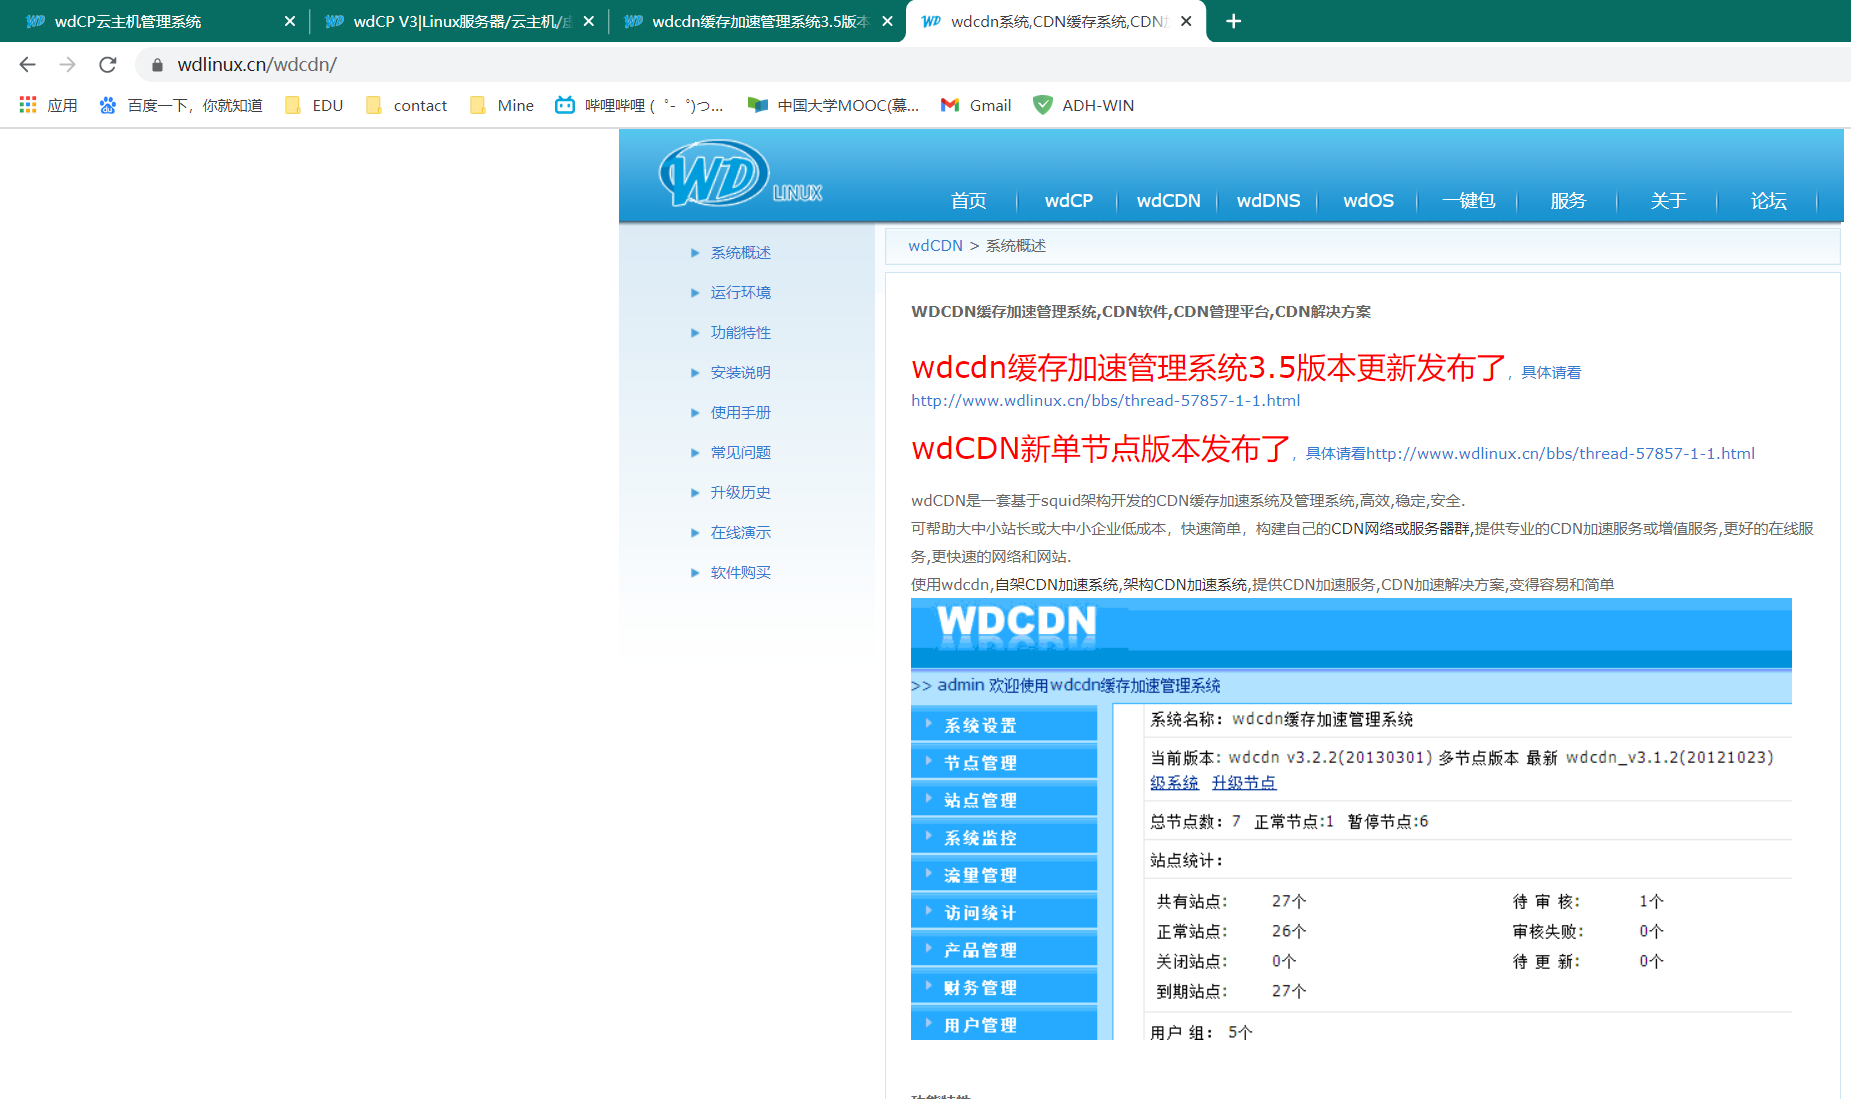 wdCP云主机管理系统
wdCP V3|Linux服务器/云主机/
wdcdn缓存加速管理系统3.5版本
wdcdn系统,CDN缓存系统,CDN
wdlinux.cn/wdcdn/
应用
百度一下，你就知道
EDU
contact
Mine
哔哩哔哩 ( ゜- ゜)つ...
中国大学MOOC(慕...
Gmail
ADH-WIN
WD LINUX
首页
wdCP
wdCDN
wdDNS
wdOS
一键包
服务
关于
论坛
系统概述
运行环境
功能特性
安装说明
使用手册
常见问题
升级历史
在线演示
软件购买
wdCDN > 系统概述
WDCDN缓存加速管理系统,CDN软件,CDN管理平台,CDN解决方案
wdcdn缓存加速管理系统3.5版本更新发布了，具体请看
http://www.wdlinux.cn/bbs/thread-57857-1-1.html
wdCDN新单节点版本发布了，具体请看http://www.wdlinux.cn/bbs/thread-57857-1-1.html
wdCDN是一套基于squid架构开发的CDN缓存加速系统及管理系统,高效,稳定,安全.
可帮助大中小站长或大中小企业低成本，快速简单，构建自己的CDN网络或服务器群,提供专业的CDN加速服务或增值服务,更好的在线服
务,更快速的网络和网站.
使用wdcdn,自架CDN加速系统,架构CDN加速系统,提供CDN加速服务,CDN加速解决方案,变得容易和简单
WDCDN
>> admin 欢迎使用wdcdn缓存加速管理系统
系统设置
节点管理
站点管理
系统监控
流量管理
访问统计
产品管理
财务管理
用户管理
系统名称：wdcdn缓存加速管理系统
当前版本: wdcdn v3.2.2(20130301) 多节点版本 最新 wdcdn_v3.1.2(20121023)
级系统 升级节点
总节点数：7 正常节点:1 暂停节点:6
站点统计：
共有站点: 27个 待 审 核: 1个
正常站点: 26个 审核失败: 0个
关闭站点: 0个 待 更 新: 0个
到期站点: 27个
用户 组： 5个
功能特性